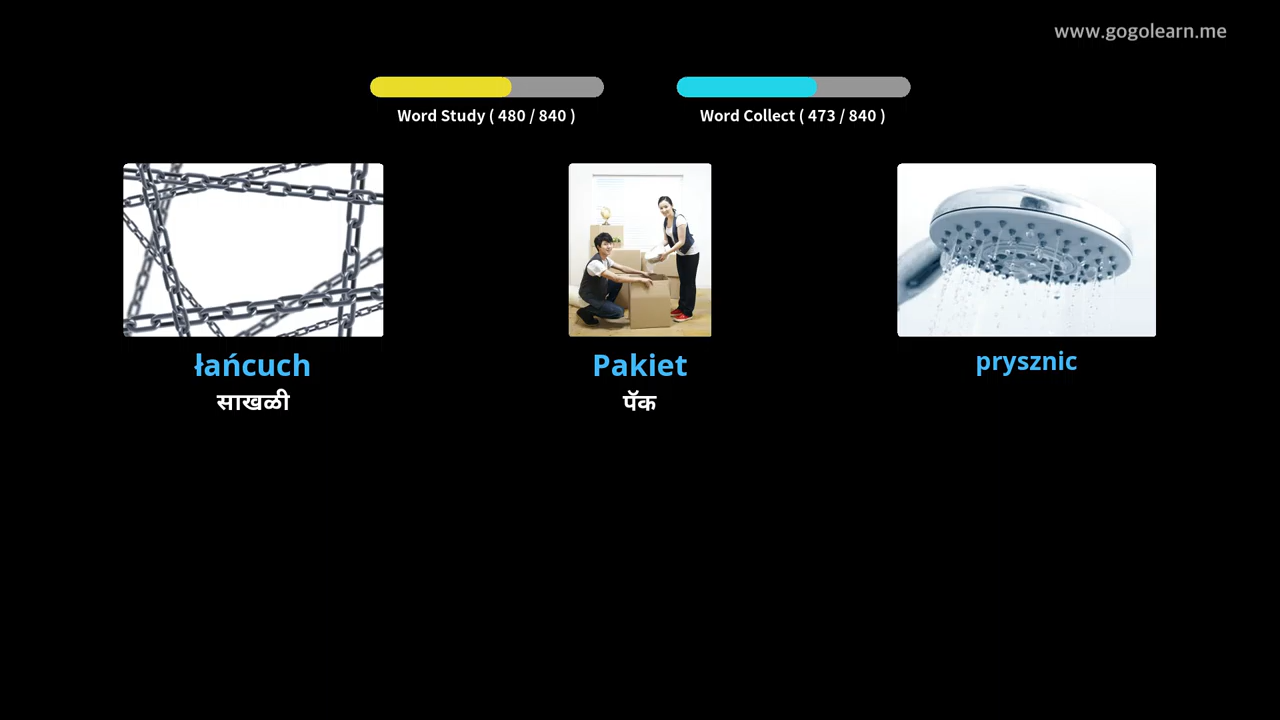 www.gogolearn.me
Word Study ( 480 / 840 )
Word Collect ( 473 / 840 )
łańcuch
साखळी
Pakiet
पॅक
prysznic